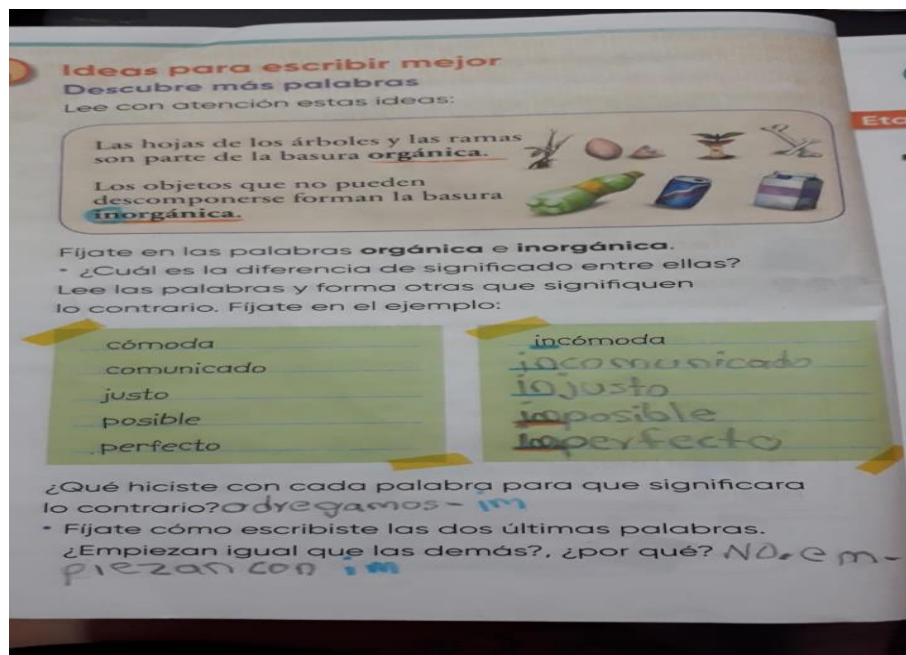 Ideas para escribir mejor
Descubre más palabras
Lee con atención estas ideas:
Las hojas de los árboles y las ramas
son parte de la basura orgánica.
Los objetos que no pueden
descomponerse forman la basura
inorgánica.
Etc
Fíjate en las palabras orgánica e inorgánica.
• ¿Cuál es la diferencia de significado entre ellas?
Lee las palabras y forma otras que signifiquen
lo contrario. Fíjate en el ejemplo:
cómoda incómoda
comunicado incomunicado
justo injusto
posible imposible
perfecto imperfecto
¿Qué hiciste con cada palabra para que significara
lo contrario? adregamos - im
• Fíjate cómo escribiste las dos últimas palabras.
¿Empiezan igual que las demás?, ¿por qué? No. em-
piezan con im